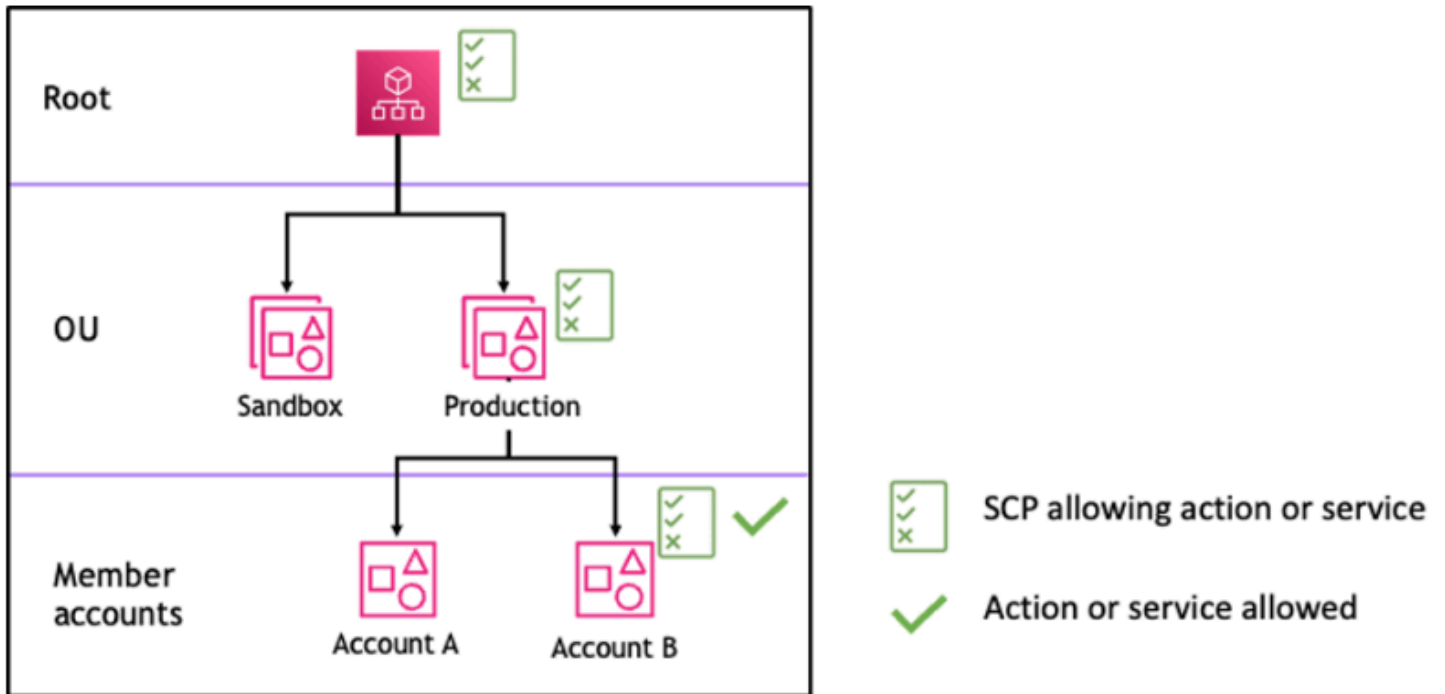 Root
OU
Sandbox
Production
SCP allowing action or service
Member
accounts
Action or service allowed
Account A
Account B